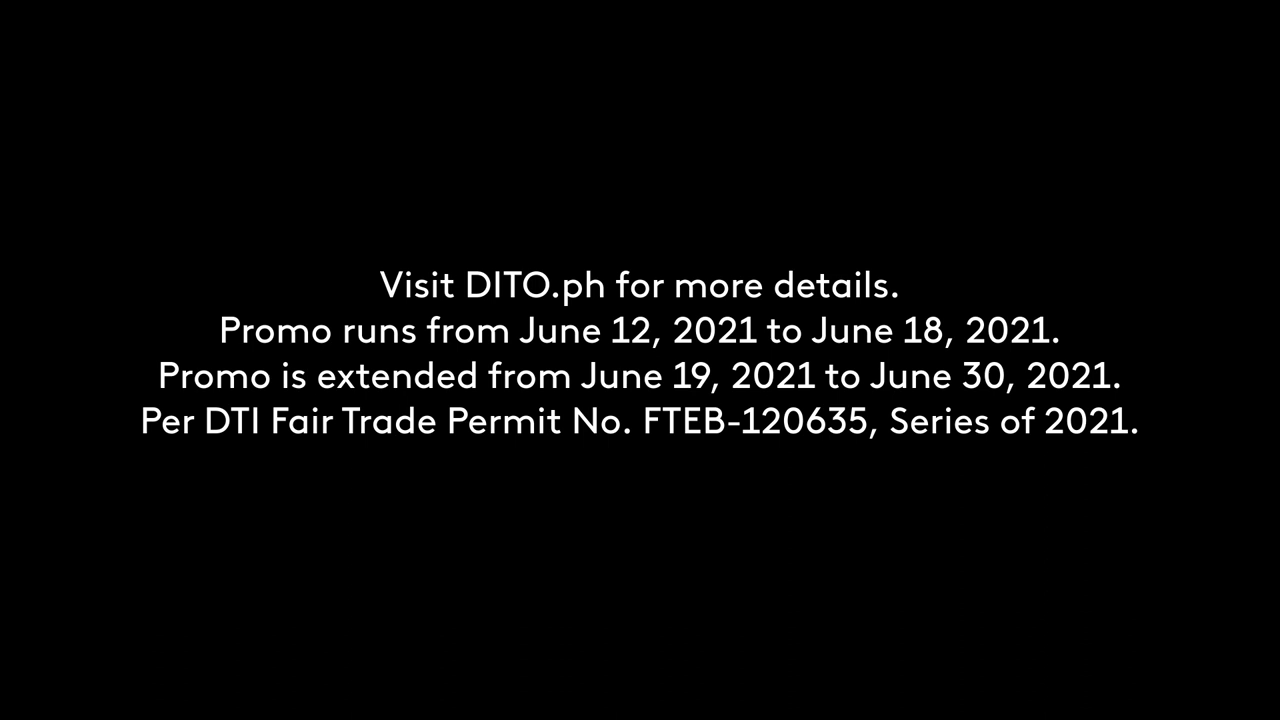 Visit DITO.ph for more details.
Promo runs from June 12, 2021 to June 18, 2021.
Promo is extended from June 19, 2021 to June 30, 2021.
Per DTI Fair Trade Permit No. FTEB-120635, Series of 2021.